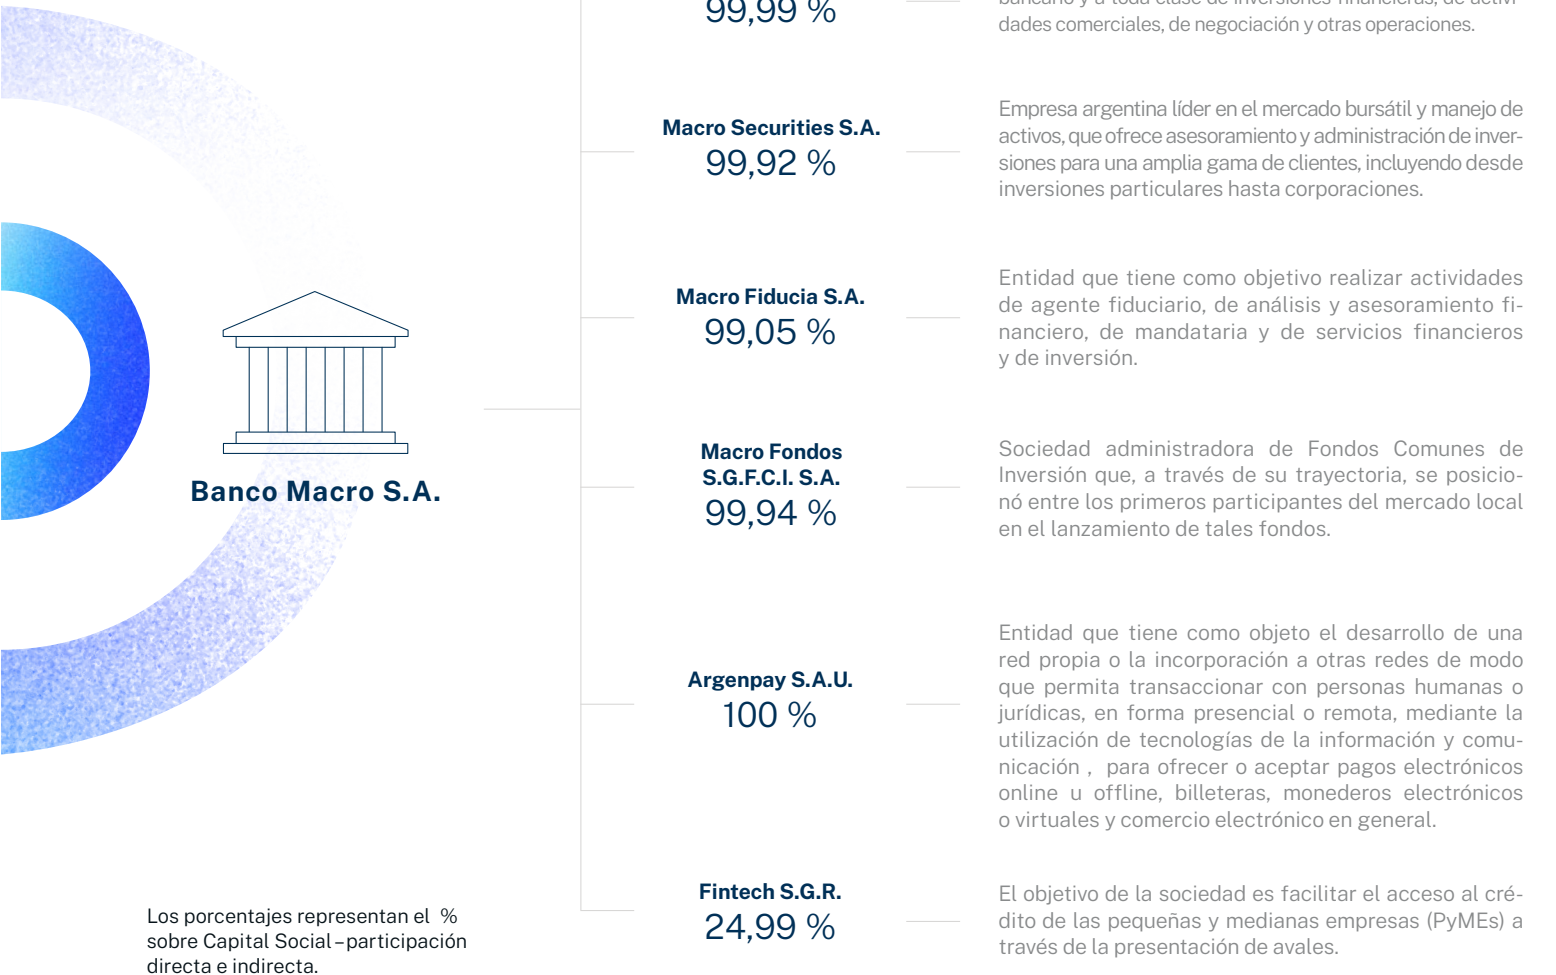 99,99 %
bancario y a toda clase de inversiones financieras, de activi-
dades comerciales, de negociación y otras operaciones.
Macro Securities S.A.
99,92 %
Empresa argentina líder en el mercado bursátil y manejo de
activos, que ofrece asesoramiento y administración de inver-
siones para una amplia gama de clientes, incluyendo desde
inversiones particulares hasta corporaciones.
Macro Fiducia S.A.
99,05 %
Entidad que tiene como objetivo realizar actividades
de agente fiduciario, de análisis y asesoramiento fi-
nanciero, de mandataria y de servicios financieros
y de inversión.
Banco Macro S.A.
Macro Fondos
S.G.F.C.I. S.A.
99,94 %
Sociedad administradora de Fondos Comunes de
Inversión que, a través de su trayectoria, se posicio-
nó entre los primeros participantes del mercado local
en el lanzamiento de tales fondos.
Argenpay S.A.U.
100 %
Entidad que tiene como objeto el desarrollo de una
red propia o la incorporación a otras redes de modo
que permita transaccionar con personas humanas o
jurídicas, en forma presencial o remota, mediante la
utilización de tecnologías de la información y comu-
nicación ,  para ofrecer o aceptar pagos electrónicos
online u offline, billeteras, monederos electrónicos
o virtuales y comercio electrónico en general.
Fintech S.G.R.
24,99 %
El objetivo de la sociedad es facilitar el acceso al cré-
dito de las pequeñas y medianas empresas (PyMEs) a
través de la presentación de avales.
Los porcentajes representan el  %
sobre Capital Social – participación
directa e indirecta.